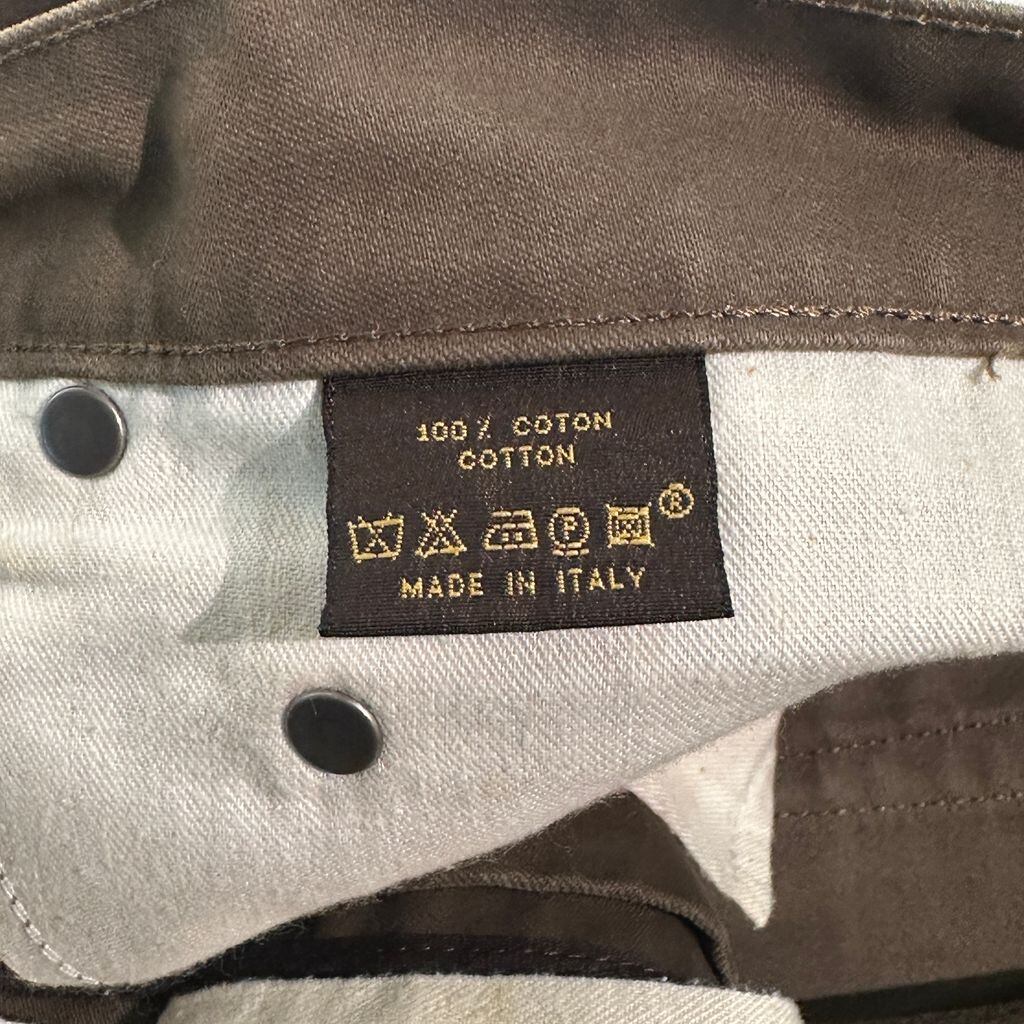 100 % COTON
COTTON
P ®
MADE IN ITALY